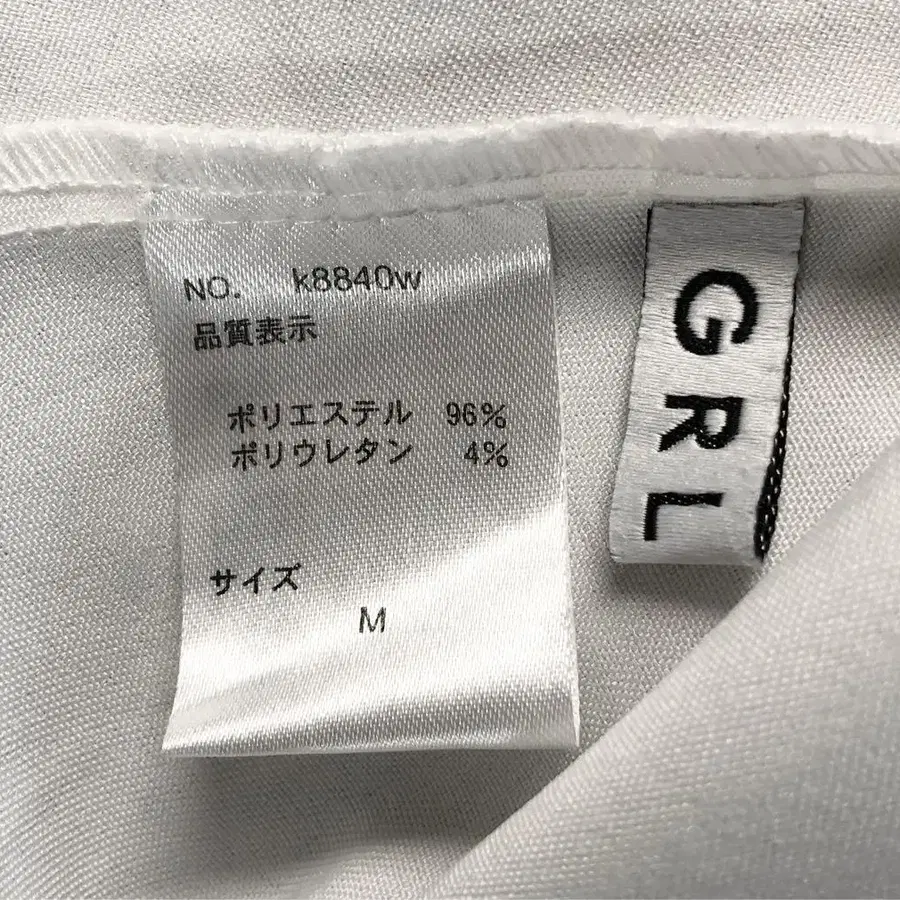 NO. k8840w
品質表示
ポリエステル 96%
ポリウレタン 4%
サイズ
M
GRL